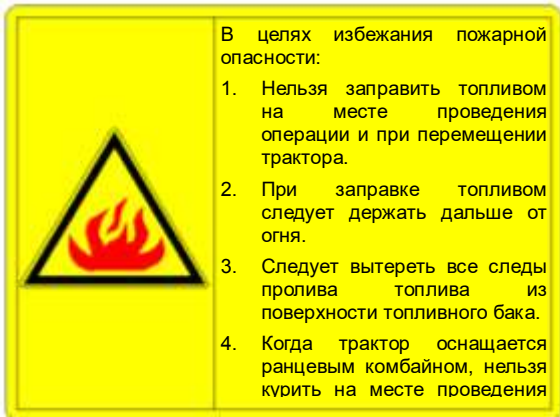 В целях избежания пожарной
опасности:
1. Нельзя заправить топливом
на месте проведения
операции и при перемещении
трактора.
2. При заправке топливом
следует держать дальше от
огня.
3. Следует вытереть все следы
пролива топлива из
поверхности топливного бака.
4. Когда трактор оснащается
ранцевым комбайном, нельзя
курить на месте проведения